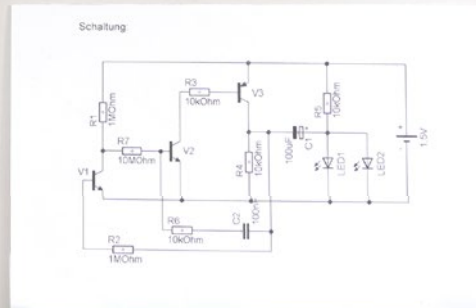 Schaltung
R1
1MOhm
R3
10kOhm
V3
R5
10kOhm
R7
10MOhm
V2
V1
R4
10kOhm
100uF
C1
LED1
LED2
1.5V
R6
10kOhm
C2
100nF
R2
1MOhm